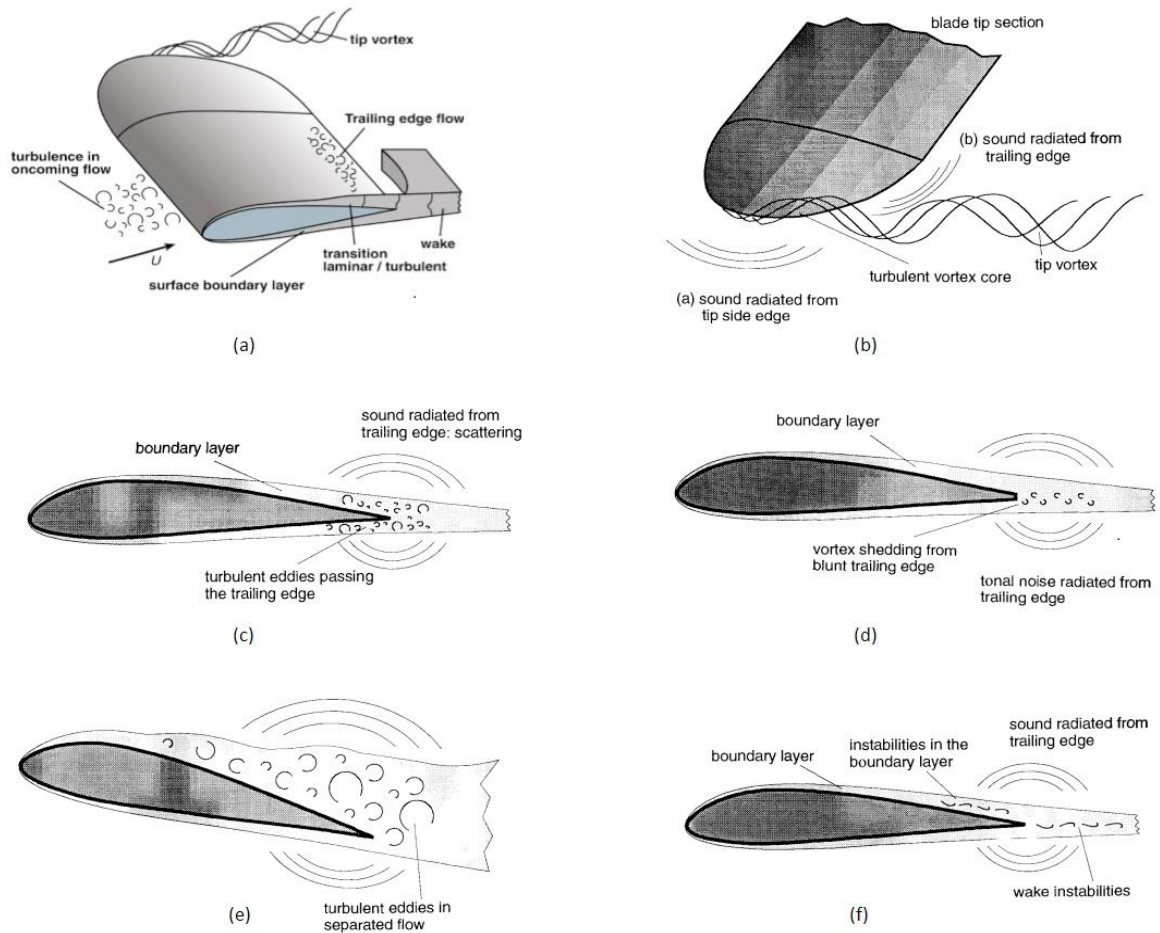 tip vortex
Trailing edge flow
turbulence in
oncoming flow
U
wake
transition
laminar / turbulent
surface boundary layer
(a)
blade tip section
(b) sound radiated from
trailing edge
tip vortex
turbulent vortex core
(a) sound radiated from
tip side edge
(b)
sound radiated from
trailing edge: scattering
boundary layer
turbulent eddies passing
the trailing edge
(c)
boundary layer
vortex shedding from
blunt trailing edge
tonal noise radiated from
trailing edge
(d)
turbulent eddies in
separated flow
(e)
sound radiated from
trailing edge
instabilities in the
boundary layer
boundary layer
wake instabilities
(f)